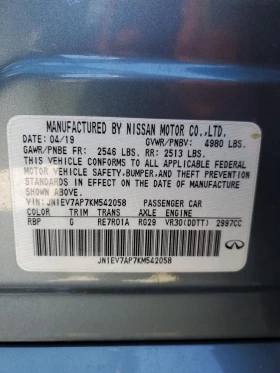 MANUFACTURED BY NISSAN MOTOR CO.,LTD.
DATE: 04/19 GVWR/PNBV: 4980 LBS.
GAWR/PNBE FR: 2546 LBS. RR: 2513 LBS.
THIS VEHICLE CONFORMS TO ALL APPLICABLE FEDERAL
MOTOR VEHICLE SAFETY,BUMPER,AND THEFT PREVENTION
STANDARDS IN EFFECT ON THE DATE OF MANUFACTURE
SHOWN ABOVE.
VIN: JN1EV7AP7KM542058 PASSENGER CAR
COLOR TRIM TRANS AXLE ENGINE
RBP G RE7R01A RG29 VR30(DDTT) 2997CC
JN1EV7AP7KM542058
INFINITI